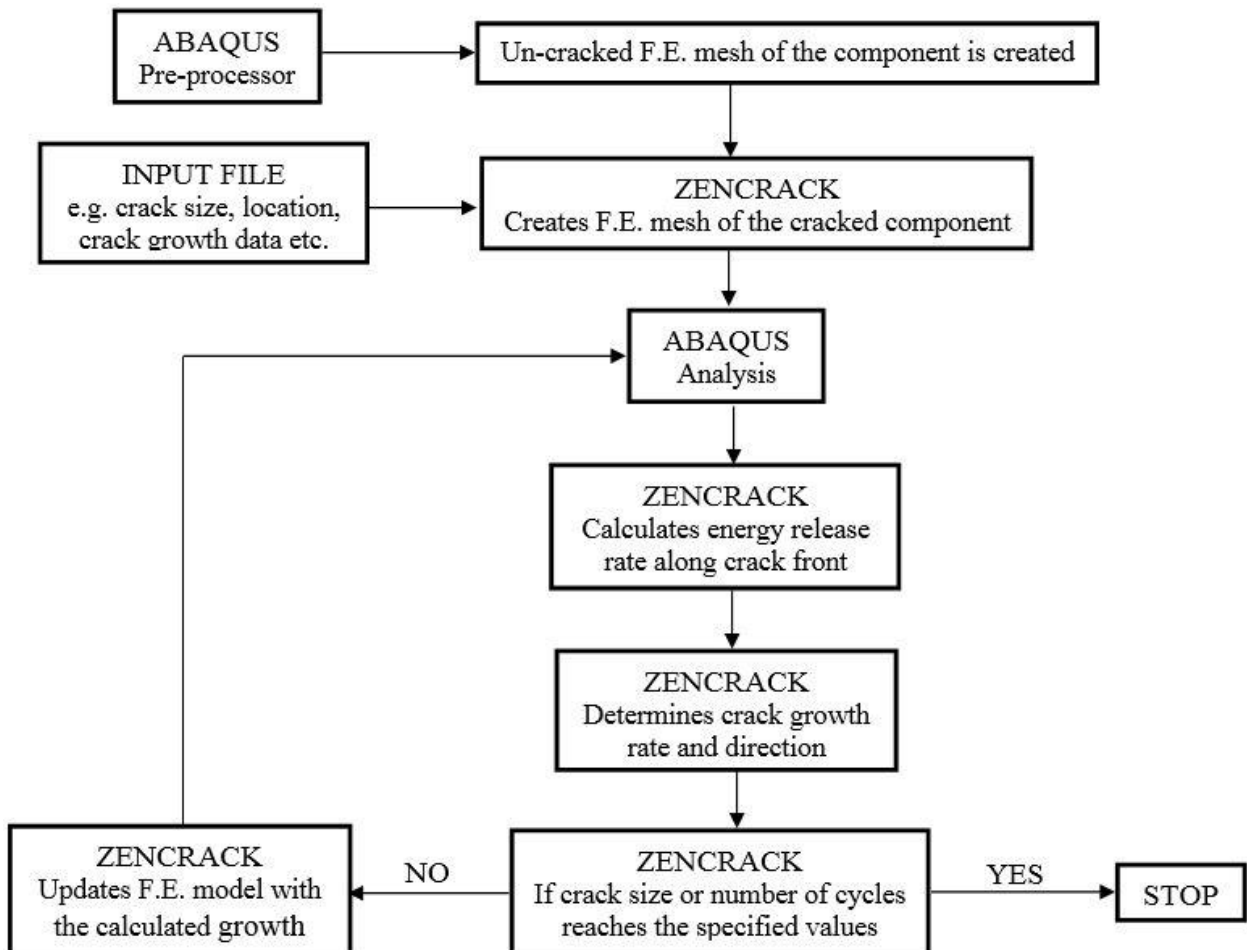 ABAQUS
Pre-processor
Un-cracked F.E. mesh of the component is created
INPUT FILE
e.g. crack size, location,
crack growth data etc.
ZENCRACK
Creates F.E. mesh of the cracked component
ABAQUS
Analysis
ZENCRACK
Calculates energy release
rate along crack front
ZENCRACK
Determines crack growth
rate and direction
ZENCRACK
Updates F.E. model with
the calculated growth
NO
ZENCRACK
If crack size or number of cycles
reaches the specified values
YES
STOP